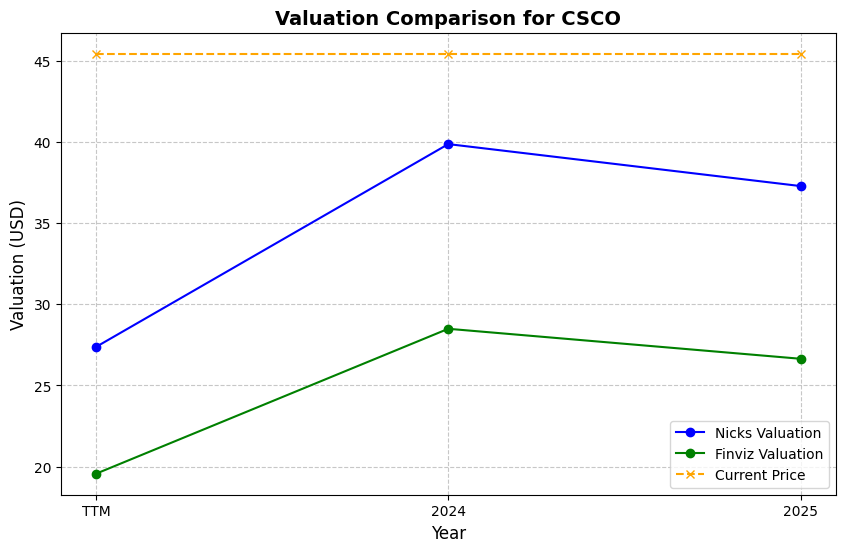 Valuation Comparison for CSCO
Valuation (USD)
45
40
35
30
25
20
TTM
2024
2025
Year
Nicks Valuation
Finviz Valuation
Current Price